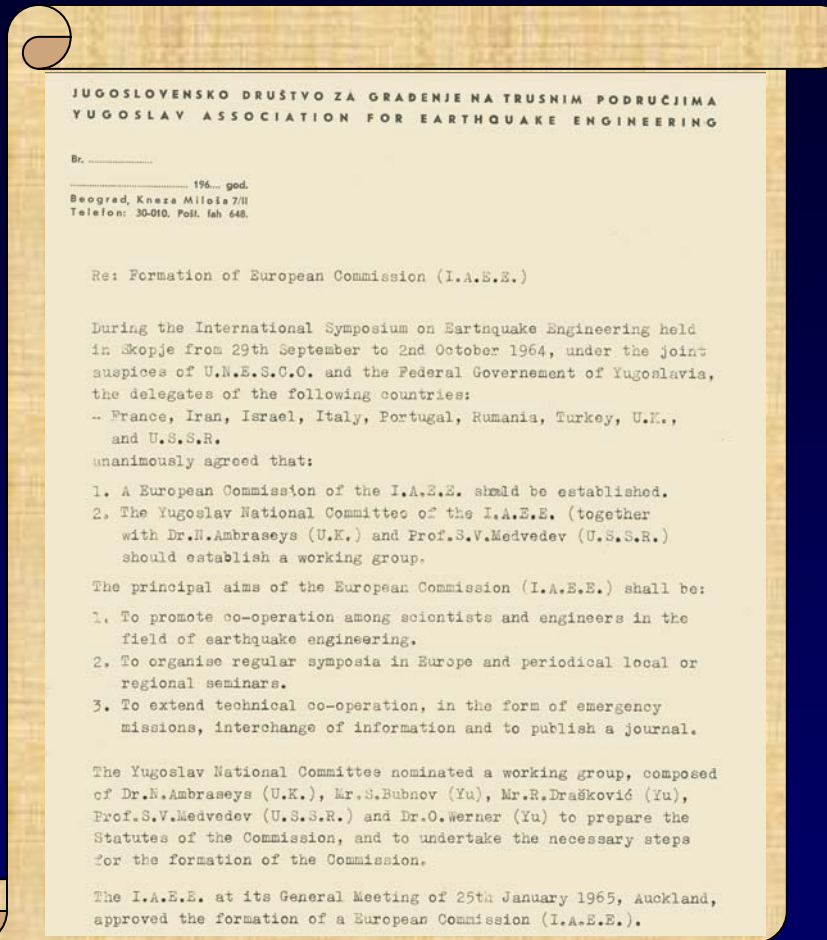 JUGOSLOVENSKO DRUŠTVO ZA GRAĐENJE NA TRUSNIM PODRUČJIMA
YUGOSLAV ASSOCIATION FOR EARTHQUAKE ENGINEERING
Br. ........................
........................................ 196.... god.
Beograd, Kneza Miloša 7/II
Telefon: 30-010. Pošt. fah 648.
Re: Formation of European Commission (I.A.E.E.)
During the International Symposium on Eartnquake Engineering held
in Skopje from 29th September to 2nd October 1964, under the joint
auspices of U.N.E.S.C.O. and the Federal Governement of Yugoslavia,
the delegates of the following countries:
-- France, Iran, Israel, Italy, Portugal, Rumania, Turkey, U.K.,
and U.S.S.R.
unanimously agreed that:
1. A European Commission of the I.A.E.E. should be established.
2. The Yugoslav National Committee of the I.A.E.E. (together
with Dr.N.Ambraseys (U.K.) and Prof.S.V.Medvedev (U.S.S.R.)
should establish a working group.
The principal aims of the European Commission (I.A.E.E.) shall be:
1. To promote co-operation among scientists and engineers in the
field of earthquake engineering.
2. To organise regular symposia in Europe and periodical local or
regional seminars.
3. To extend technical co-operation, in the form of emergency
missions, interchange of information and to publish a journal.
The Yugoslav National Committee nominated a working group, composed
of Dr.N.Ambraseys (U.K.), Mr.S.Bubnov (Yu), Mr.R.Drašković (Yu),
Prof.S.V.Medvedev (U.S.S.R.) and Dr.O.Werner (Yu) to prepare the
Statutes of the Commission, and to undertake the necessary steps
for the formation of the Commission.
The I.A.E.E. at its General Meeting of 25th January 1965, Auckland,
approved the formation of a European Commission (I.A.E.E.).